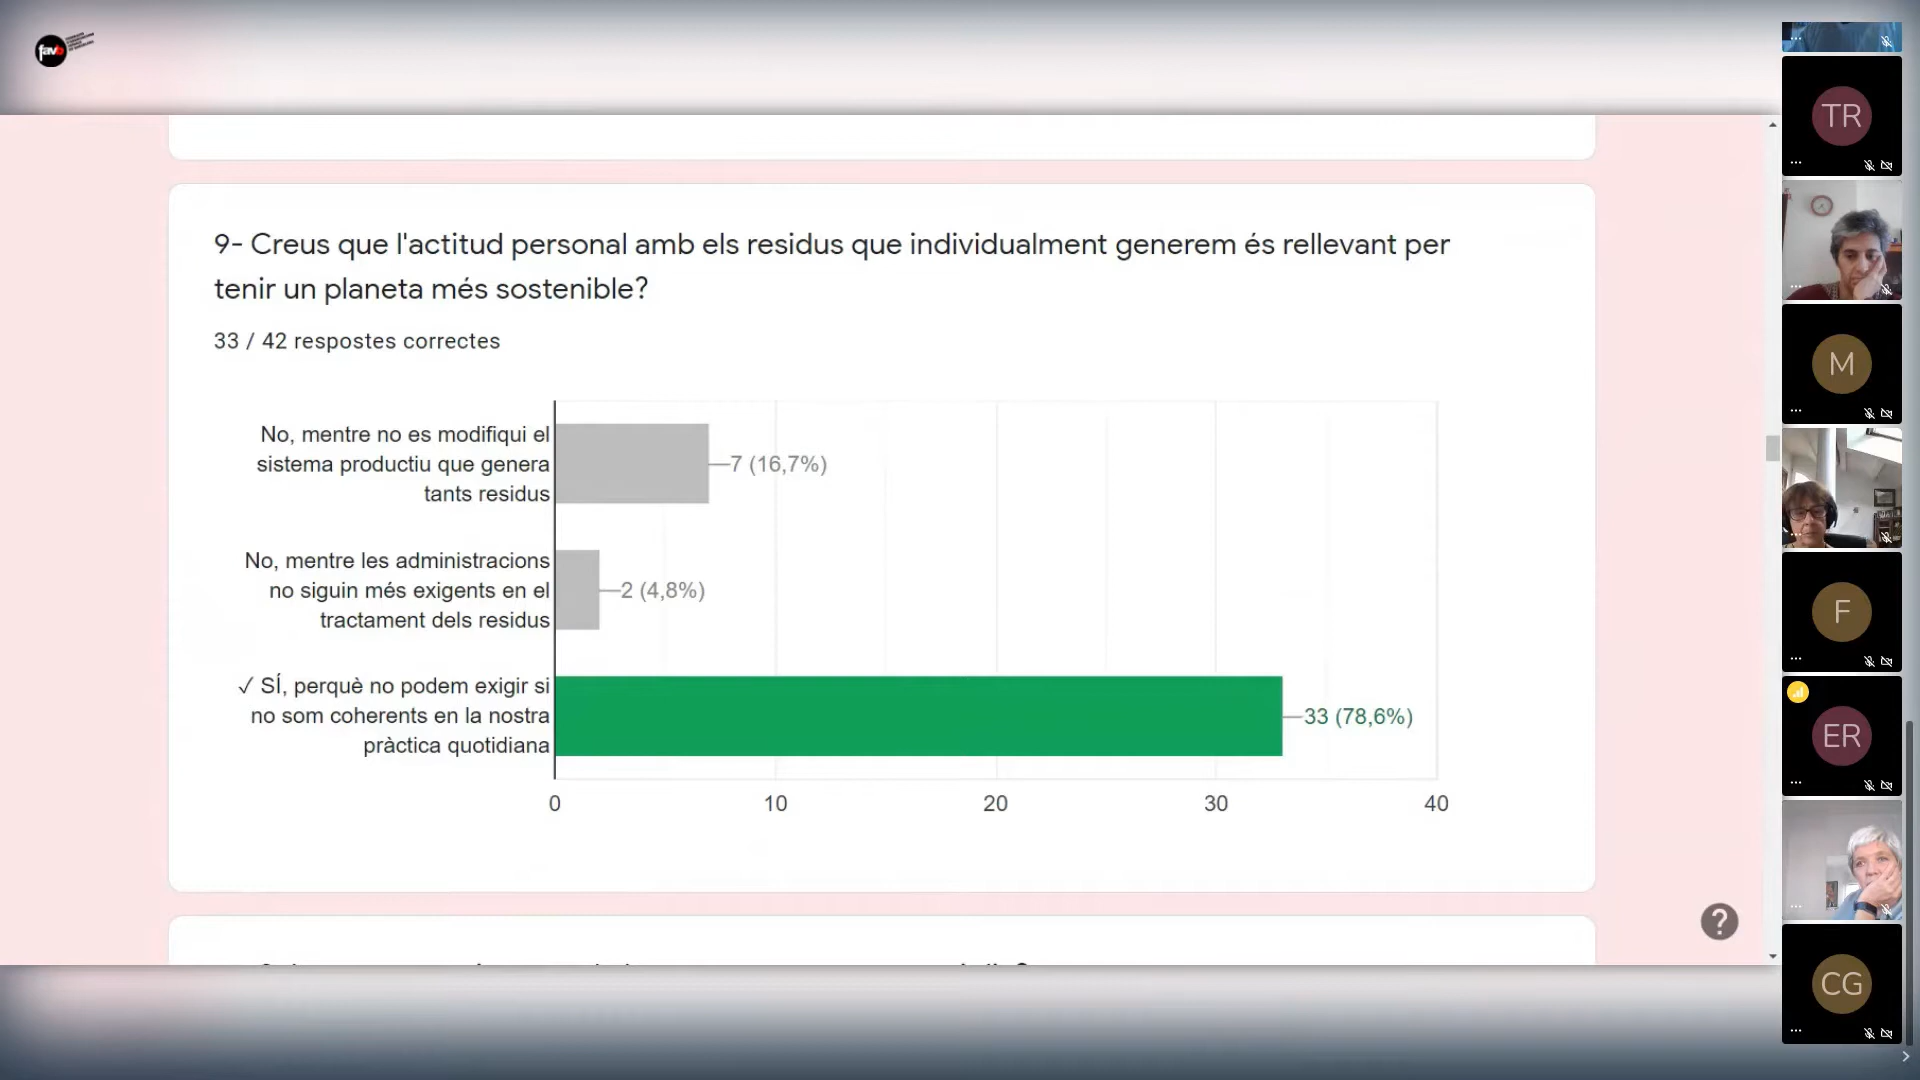 favb
TR
9- Creus que l'actitud personal amb els residus que individualment generem és rellevant per
tenir un planeta més sostenible?
33 / 42 respostes correctes
No, mentre no es modifiqui el
sistema productiu que genera
tants residus
7 (16,7%)
No, mentre les administracions
no siguin més exigents en el
tractament dels residus
2 (4,8%)
✓ SÍ, perquè no podem exigir si
no som coherents en la nostra
pràctica quotidiana
33 (78,6%)
0 10 20 30 40
?
M
F
ER
CG